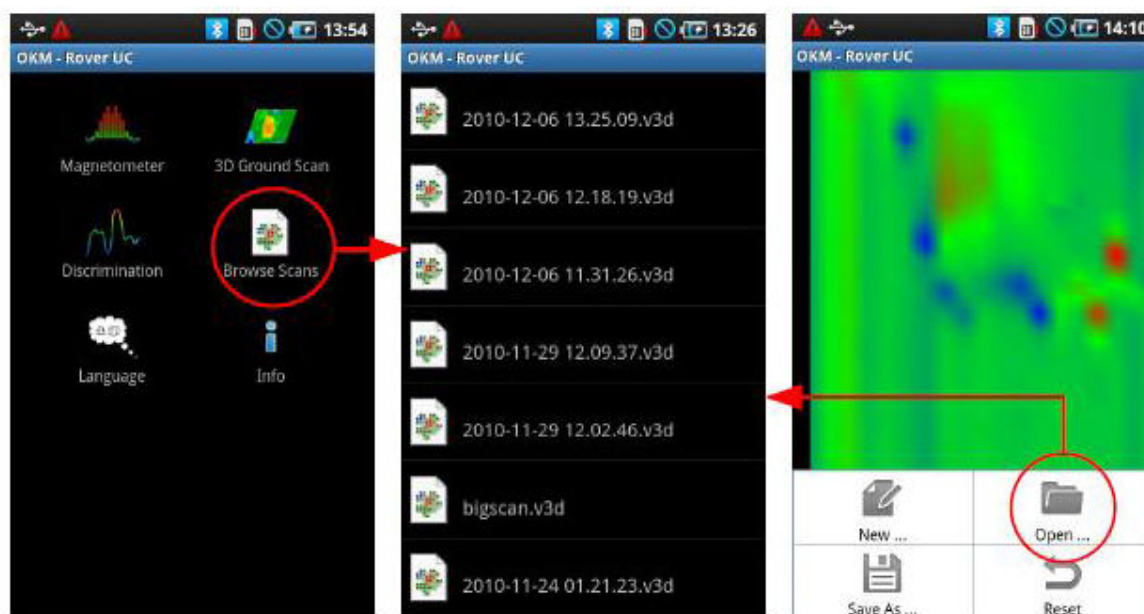 13:54
OKM - Rover UC
Magnetometer
3D Ground Scan
Discrimination
Browse Scans
Language
Info
13:26
OKM - Rover UC
2010-12-06 13.25.09.v3d
2010-12-06 12.18.19.v3d
2010-12-06 11.31.26.v3d
2010-11-29 12.09.37.v3d
2010-11-29 12.02.46.v3d
bigscan.v3d
2010-11-24 01.21.23.v3d
14:10
OKM - Rover UC
New ...
Open ...
Save As ...
Reset